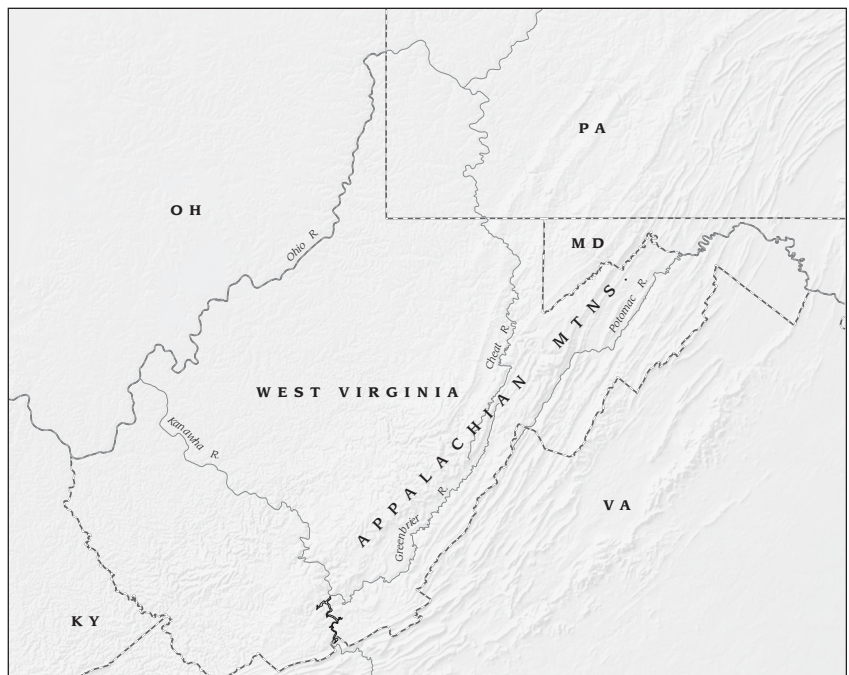 PA
OH
MD
Ohio R.
APPALACHIAN MTNS.
Potomac R.
Cheat R.
WEST VIRGINIA
Kanawha R.
VA
Greenbrier R.
KY